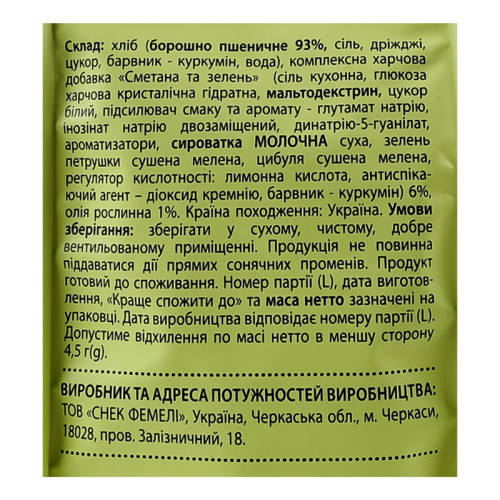 Склад: хліб (борошно пшеничне 93%, сіль, дріжджі,
цукор, барвник - куркумін, вода), комплексна харчова
добавка «Сметана та зелень» (сіль кухонна, глюкоза
харчова кристалічна гідратна, мальтодекстрин, цукор
білий, підсилювач смаку та аромату - глутамат натрію,
інозінат натрію двозаміщений, динатрію-5-гуанілат,
ароматизатори, сироватка МОЛОЧНА суха, зелень
петрушки сушена мелена, цибуля сушена мелена,
регулятор кислотності: лимонна кислота, антиспіка-
ючий агент – діоксид кремнію, барвник - куркумін) 6%,
олія рослинна 1%. Країна походження: Україна. Умови
зберігання: зберігати у сухому, чистому, добре
вентильованому приміщенні. Продукція не повинна
піддаватися дії прямих сонячних променів. Продукт
готовий до споживання. Номер партії (L), дата виготов-
лення, «Краще спожити до» та маса нетто зазначені на
упаковці. Дата виробництва відповідає номеру партії (L).
Допустиме відхилення по масі нетто в меншу сторону
4,5 г(g).
ВИРОБНИК ТА АДРЕСА ПОТУЖНОСТЕЙ ВИРОБНИЦТВА:
ТОВ «СНЕК ФЕМЕЛІ», Україна, Черкаська обл., м. Черкаси,
18028, пров. Залізничний, 18.